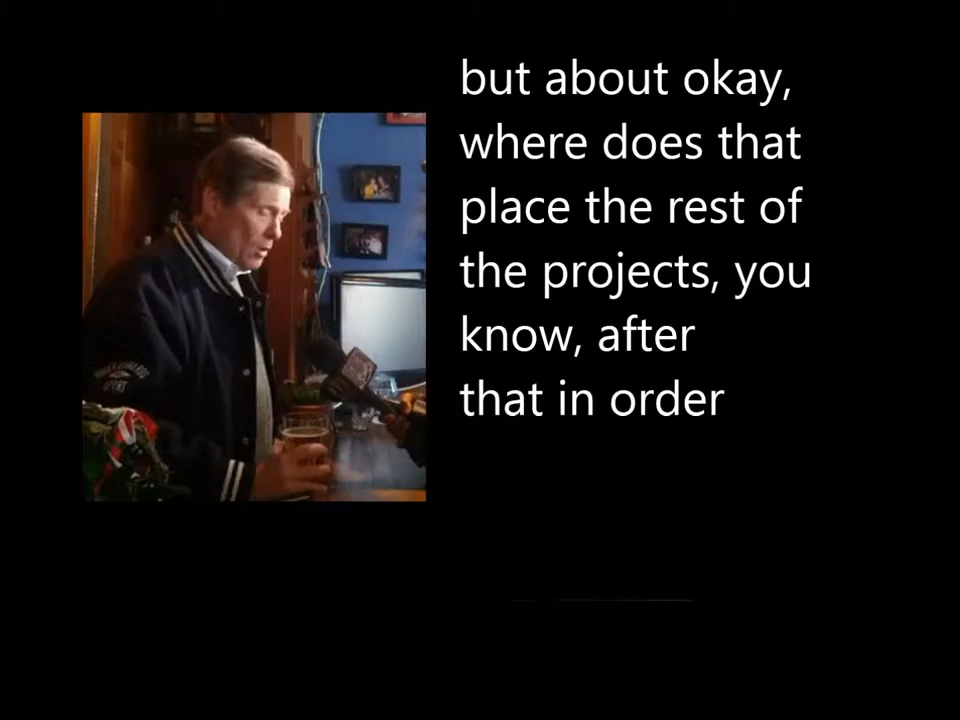 but about okay,
where does that
place the rest of
the projects, you
know, after
that in order